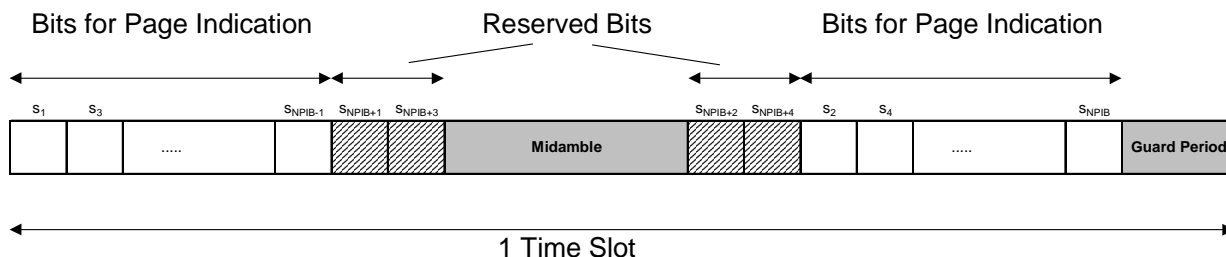 Bits for Page Indication Reserved Bits Bits for Page Indication
s1 s3 sNPIB-1 sNPIB+1 sNPIB+3 sNPIB+2 sNPIB+4 s2 s4 sNPIB
..... Midamble ..... Guard Period
1 Time Slot